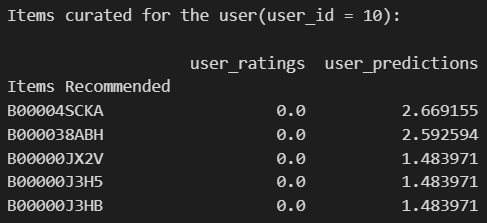 Items curated for the user(user_id = 10):
user_ratings user_predictions
Items Recommended
B00004SCKA 0.0 2.669155
B000038ABH 0.0 2.592594
B00000JX2V 0.0 1.483971
B00000J3H5 0.0 1.483971
B00000J3HB 0.0 1.483971